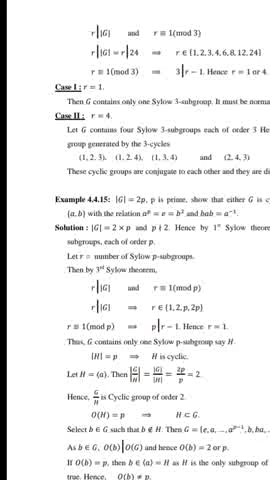 r | |G| and r ≡ 1(mod 3)
r | |G| = r | 24 ⟹ r ∈ {1, 2, 3, 4, 6, 8, 12, 24}
r ≡ 1(mod 3) ⟹ 3 | r − 1. Hence r = 1 or 4.
Case I : r = 1.
Then G contains only one Sylow 3-subgroup. It must be norma
Case II : r = 4.
Let G contains four Sylow 3-subgroups each of order 3 He
group generated by the 3-cycles
(1, 2, 3), (1, 2, 4), (1, 3, 4) and (2, 4, 3)
These cyclic groups are conjugate to each other and they are di
Example 4.4.15: |G| = 2p, p is prime, show that either G is c
{a, b} with the relation aᵖ = e = b² and bab = a⁻¹.
Solution : |G| = 2 × p and p ∤ 2. Hence by 1ˢᵗ Sylow theore
subgroups, each of order p.
Let r = number of Sylow p-subgroups.
Then by 3ʳᵈ Sylow theorem,
r | |G| and r ≡ 1(mod p)
r | |G| ⟹ r ∈ {1, 2, p, 2p}
r ≡ 1(mod p) ⟹ p | r − 1. Hence r = 1.
Thus, G contains only one Sylow p-subgroup say H.
|H| = p ⟹ H is cyclic.
Let H = ⟨a⟩. Then |G/H| = |G|/|H| = 2p/p = 2.
Hence, G/H is Cyclic group of order 2.
O(H) = p ⟹ H ⊂ G.
Select b ∈ G such that b ∉ H. Then G = {e, a, … , aᵖ⁻¹, b, ba, ..
As b ∈ G, O(b) | O(G) and hence O(b) = 2 or p.
If O(b) = p, then b ∈ ⟨a⟩ = H as H is the only subgroup of
true. Hence, O(b) ≠ p.